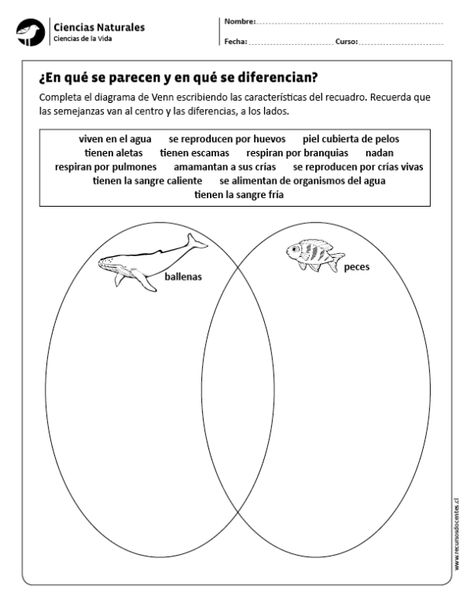 Ciencias Naturales
Ciencias de la Vida
Nombre:
Fecha: Curso:
¿En qué se parecen y en qué se diferencian?
Completa el diagrama de Venn escribiendo las características del recuadro. Recuerda que
las semejanzas van al centro y las diferencias, a los lados.
viven en el agua se reproducen por huevos piel cubierta de pelos
tienen aletas tienen escamas respiran por branquias nadan
respiran por pulmones amamantan a sus crías se reproducen por crías vivas
tienen la sangre caliente se alimentan de organismos del agua
tienen la sangre fría
ballenas
peces
www.recursosdocentes.cl